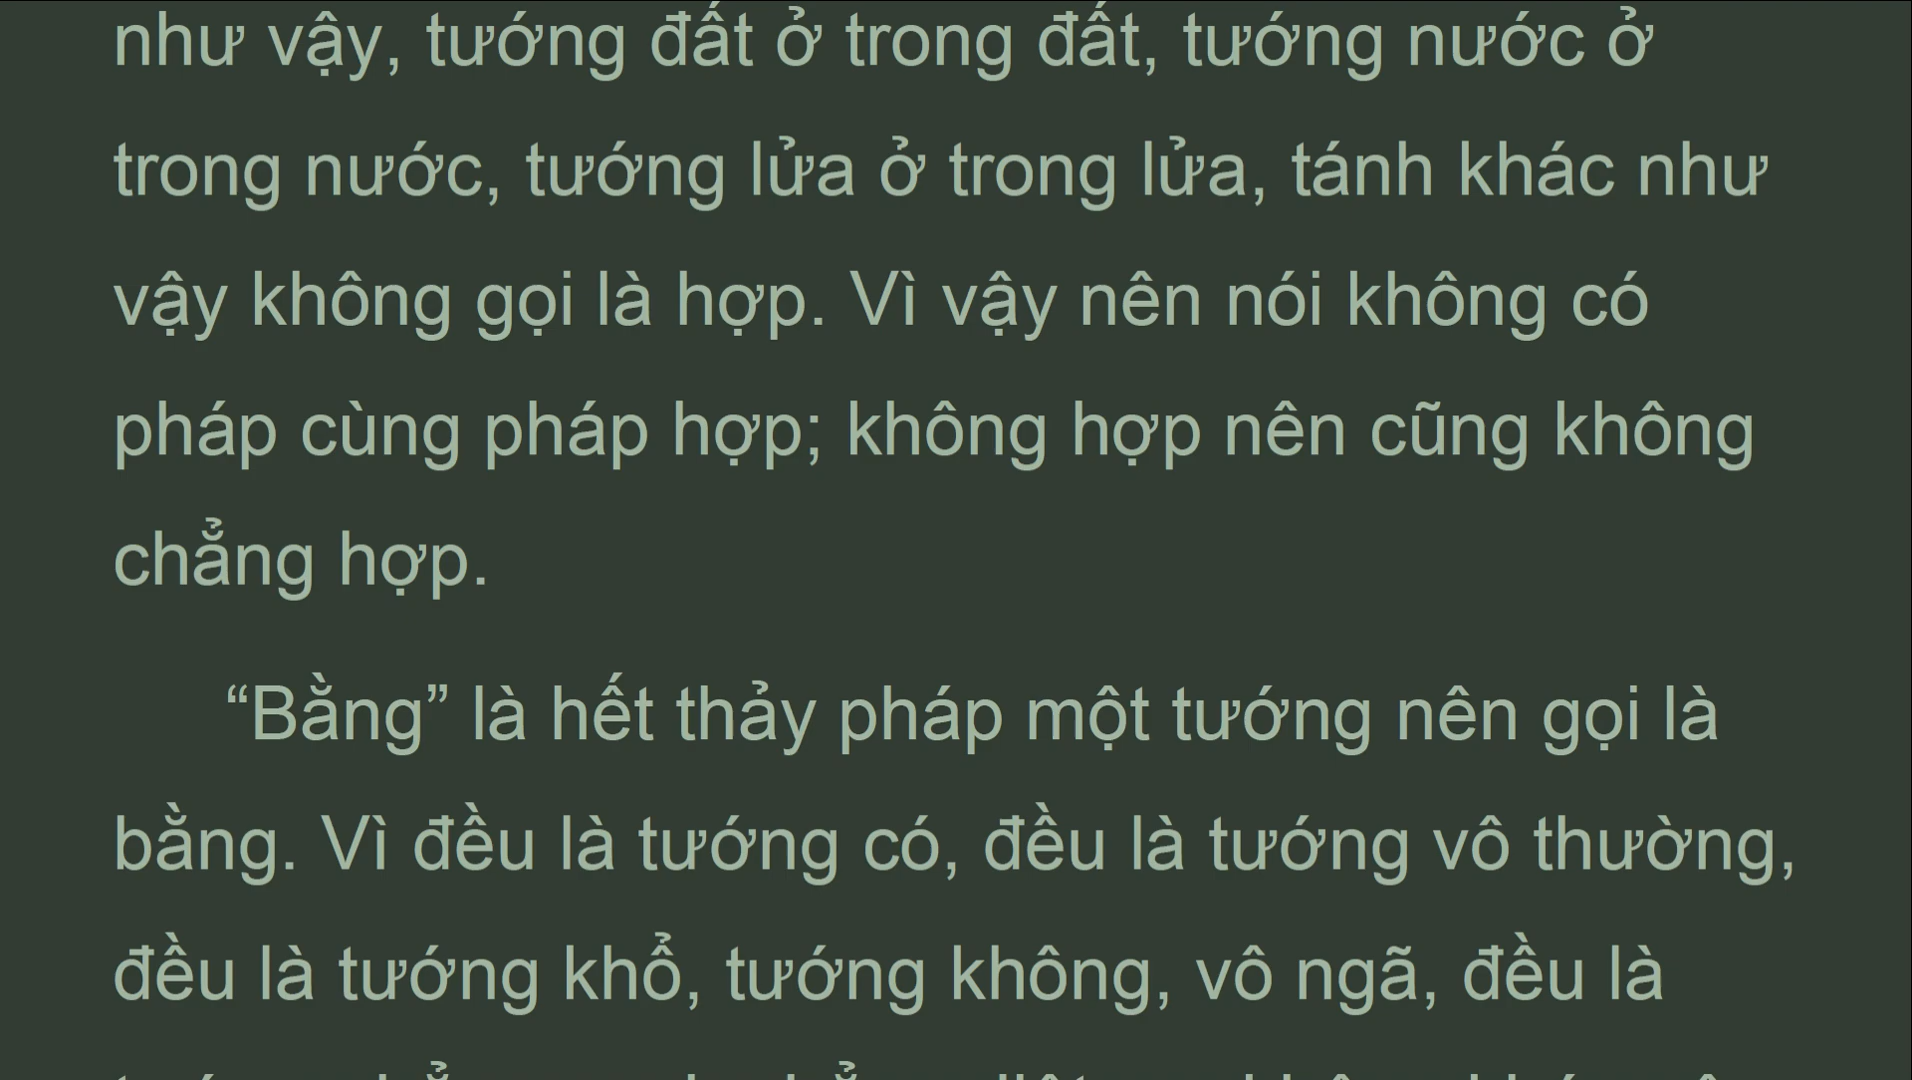 như vậy, tướng đất ở trong đất, tướng nước ở
trong nước, tướng lửa ở trong lửa, tánh khác như
vậy không gọi là hợp. Vì vậy nên nói không có
pháp cùng pháp hợp; không hợp nên cũng không
chẳng hợp.
“Bằng” là hết thảy pháp một tướng nên gọi là
bằng. Vì đều là tướng có, đều là tướng vô thường,
đều là tướng khổ, tướng không, vô ngã, đều là